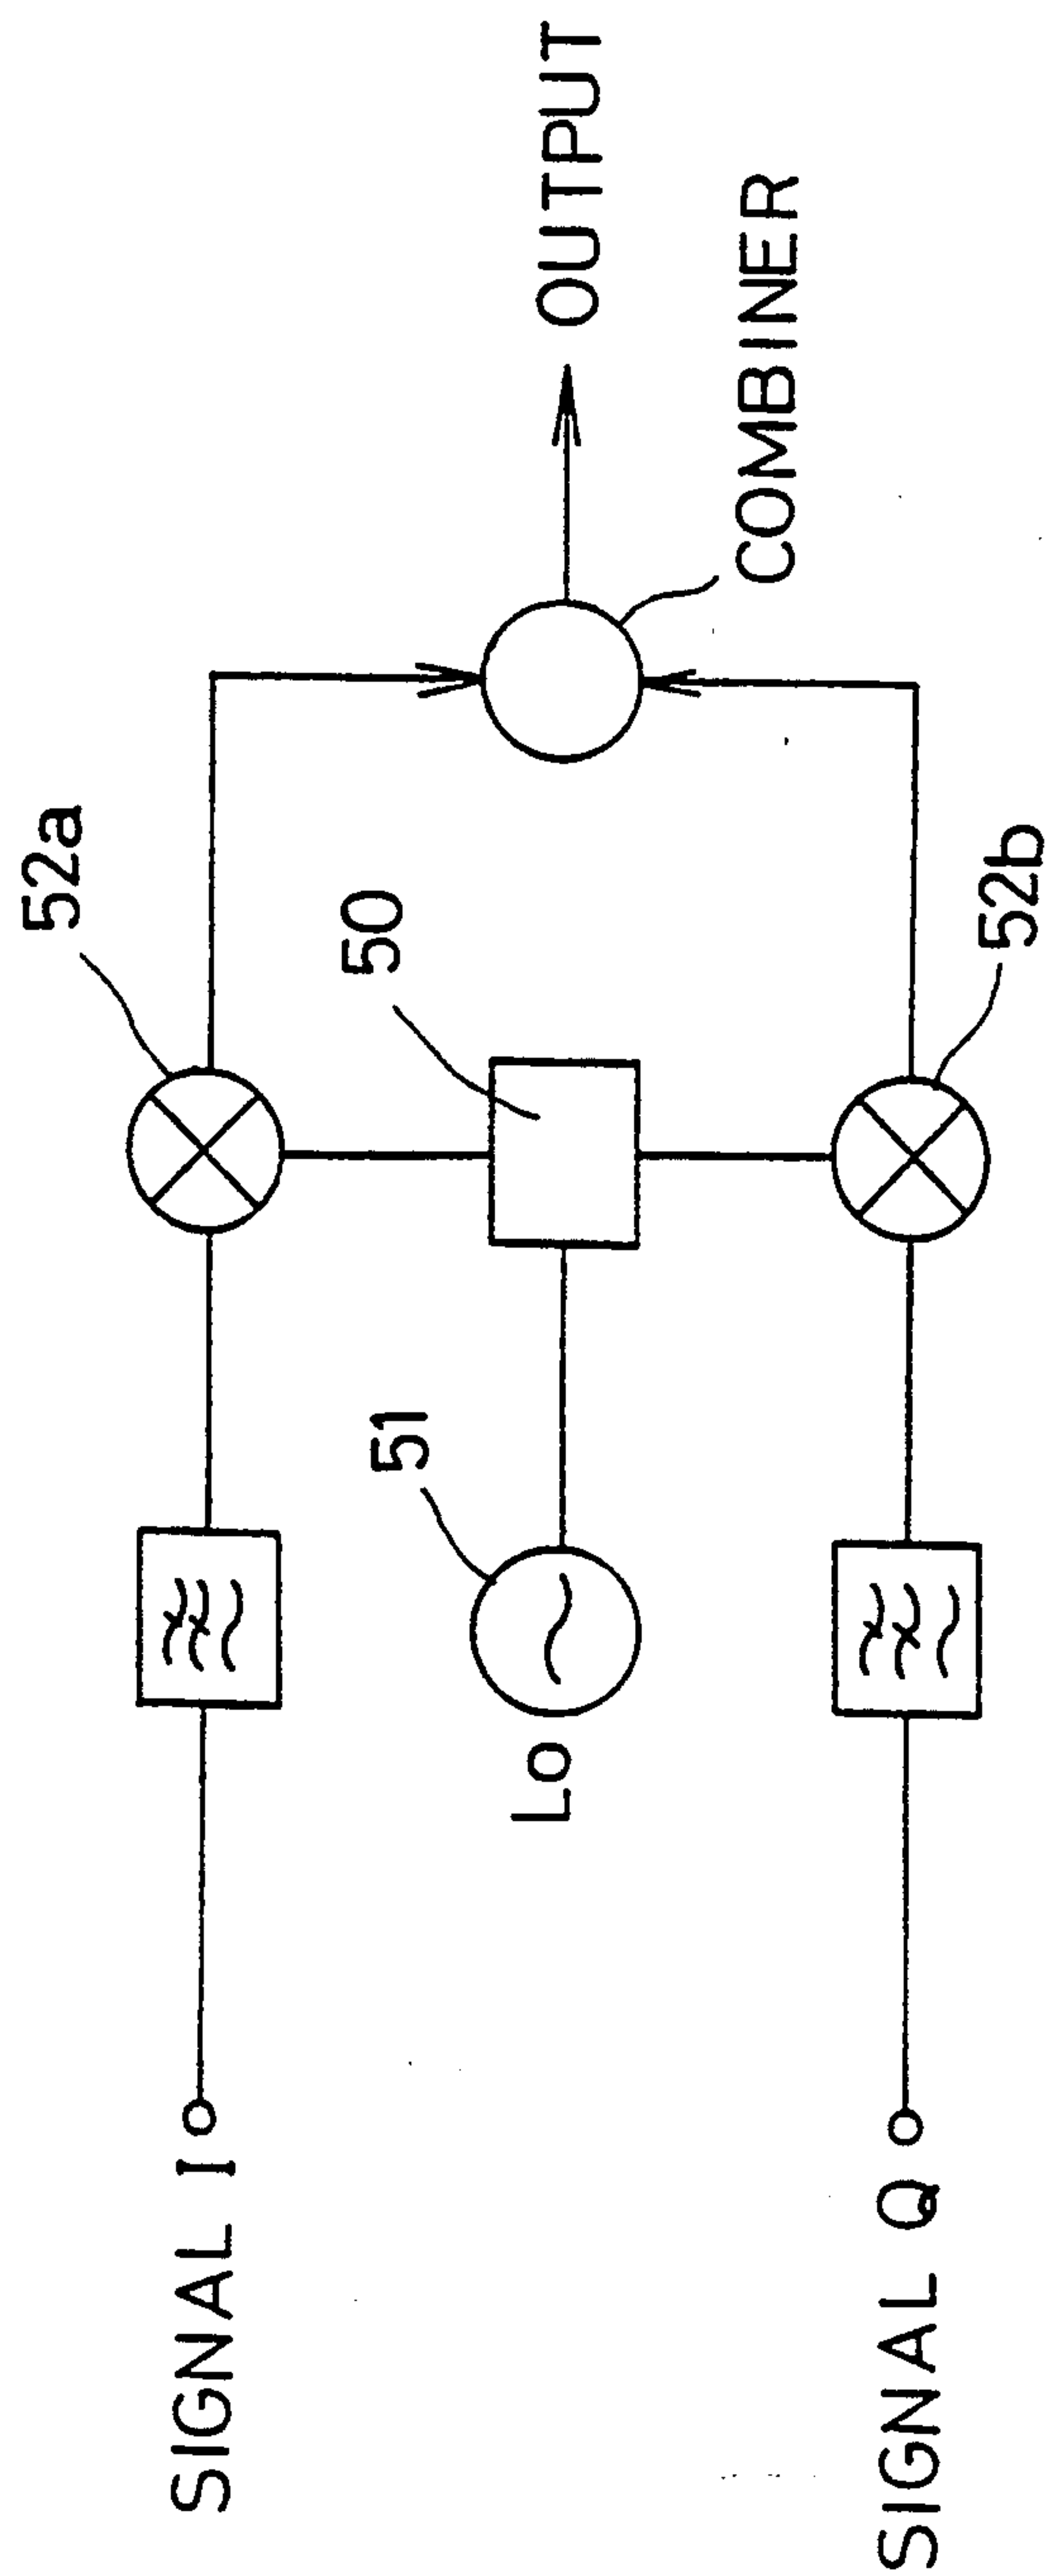 SIGNAL I
52a
51
50
Lo
OUTPUT
COMBINER
SIGNAL Q
52b